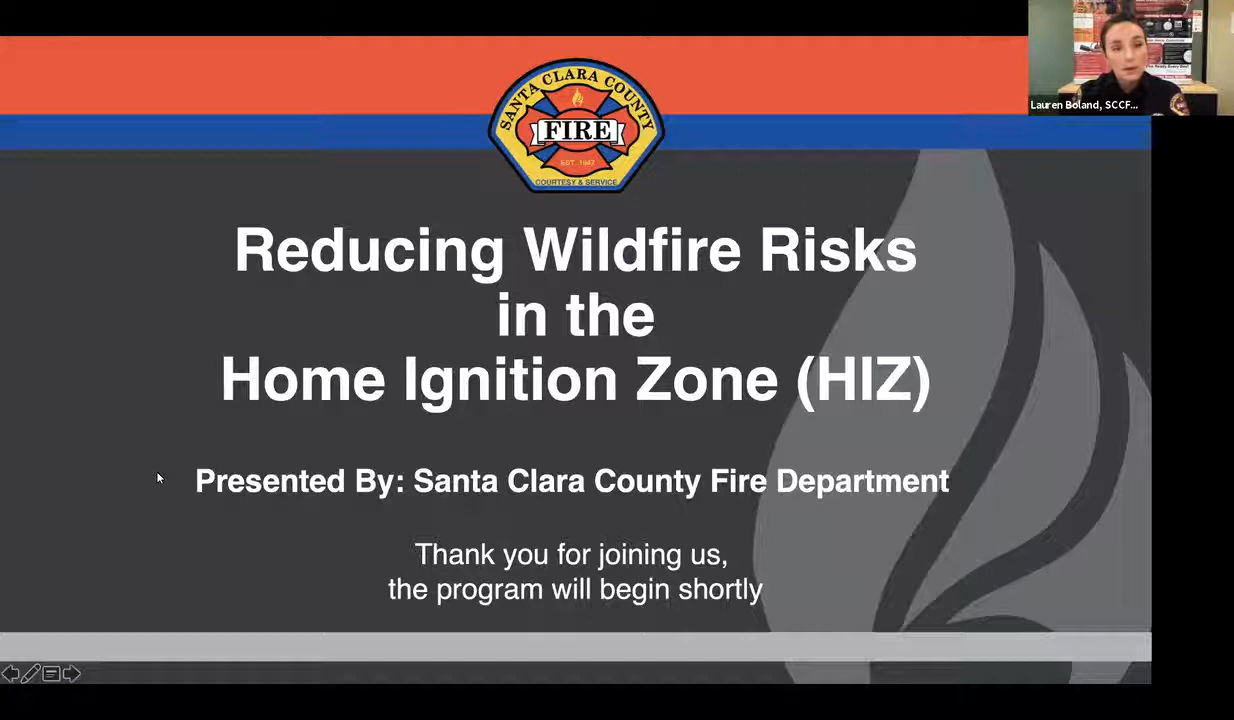 Lauren Boland, SCCF...
SANTA CLARA COUNTY
FIRE
EST. 1947
COURTESY & SERVICE
Reducing Wildfire Risks
in the
Home Ignition Zone (HIZ)
Presented By: Santa Clara County Fire Department
Thank you for joining us,
the program will begin shortly